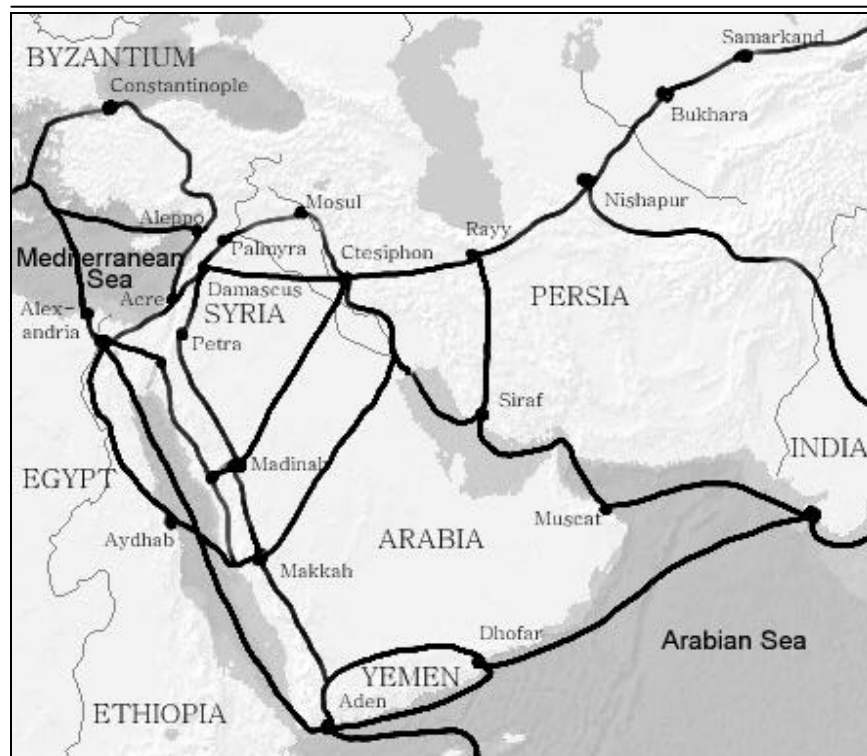 BYZANTIUM
Constantinople
Samarkand
Bukhara
Mosul
Nishapur
Aleppo
Rayy
Mediterranean
Sea
Palmyra
Ctesiphon
Acre
Damascus
PERSIA
Alex-
andria
SYRIA
Petra
Siraf
Madinah
INDIA
EGYPT
Muscat
Aydhab
ARABIA
Makkah
Dhofar
Arabian Sea
YEMEN
Aden
ETHIOPIA